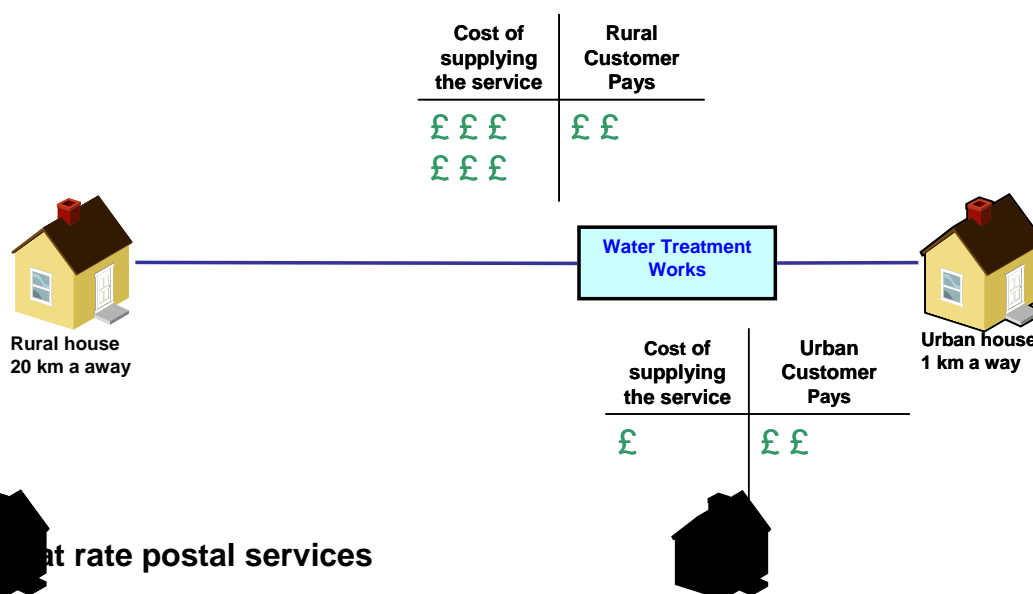 Cost of
supplying
the service
Rural
Customer
Pays
£ £ £
£ £ £
£ £
Water Treatment
Works
Rural house
20 km a away
Urban house
1 km a way
Cost of
supplying
the service
Urban
Customer
Pays
£
£ £
rate postal services